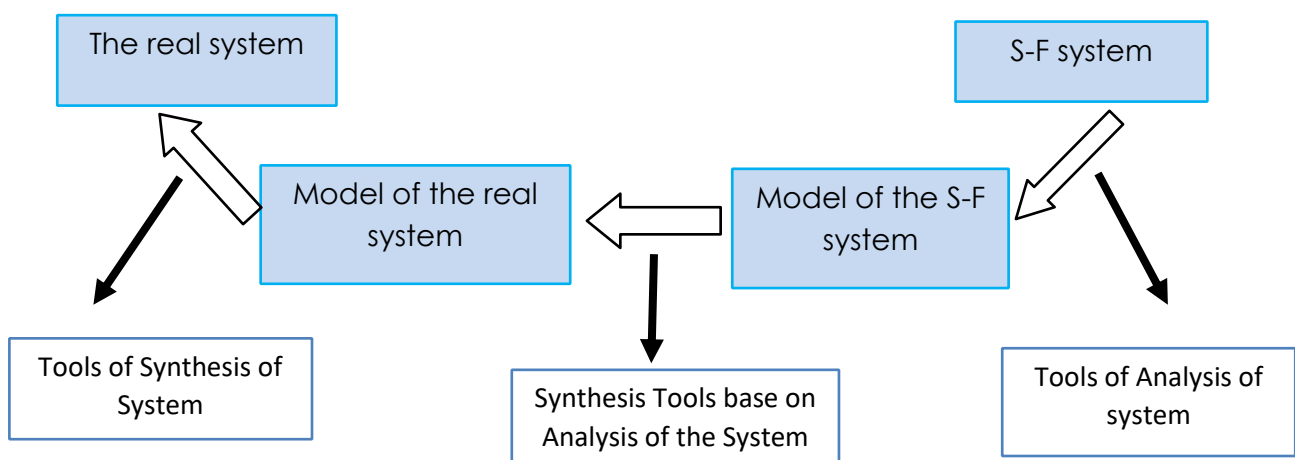 The real system
S-F system
Model of the real
system
Model of the S-F
system
Tools of Synthesis of
System
Synthesis Tools base on
Analysis of the System
Tools of Analysis of
system